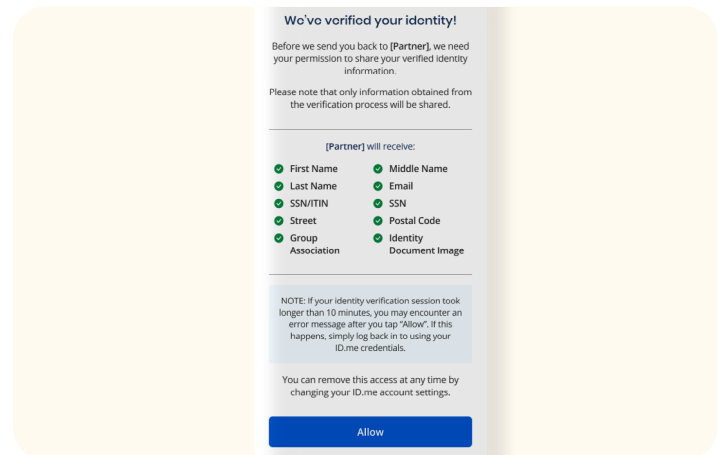 We've verified your identity!
Before we send you back to [Partner], we need
your permission to share your verified identity
information.
Please note that only information obtained from
the verification process will be shared.
[Partner] will receive:
First Name
Middle Name
Last Name
Email
SSN/ITIN
SSN
Street
Postal Code
Group
Association
Identity
Document Image
NOTE: If your identity verification session took
longer than 10 minutes, you may encounter an
error message after you tap “Allow”. If this
happens, simply log back in to using your
ID.me credentials.
You can remove this access at any time by
changing your ID.me account settings.
Allow